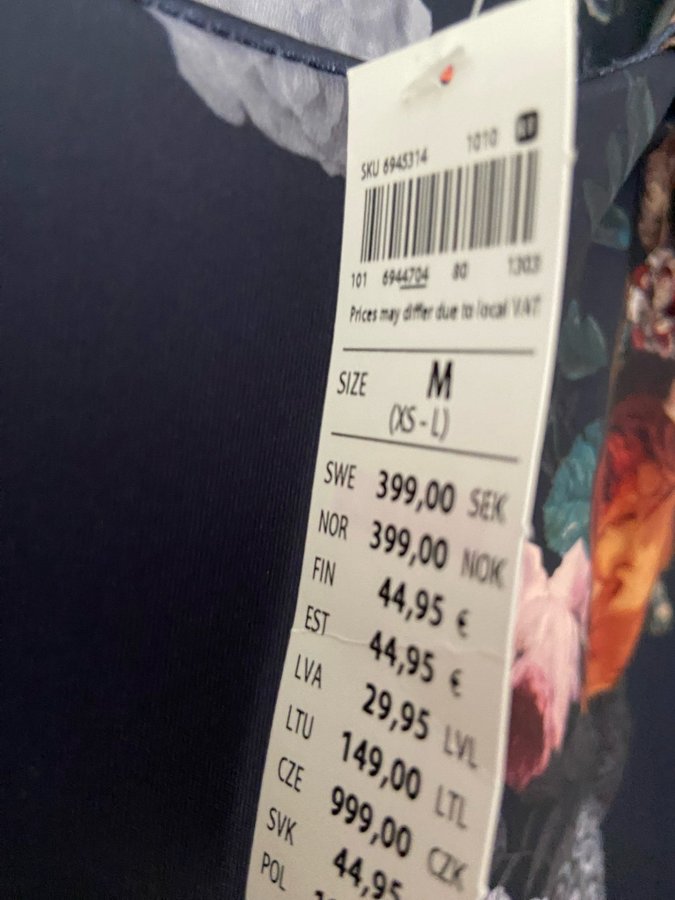 SKU 6945314 1010
101 6944704 80 1303
Prices may differ due to local VAT
SIZE M
(XS - L)
SWE 399,00 SEK
NOR 399,00 NOK
FIN 44,95 €
EST 44,95 €
LVA 29,95 LVL
LTU 149,00 LTL
CZE 999,00 CZK
SVK 44,95
POL